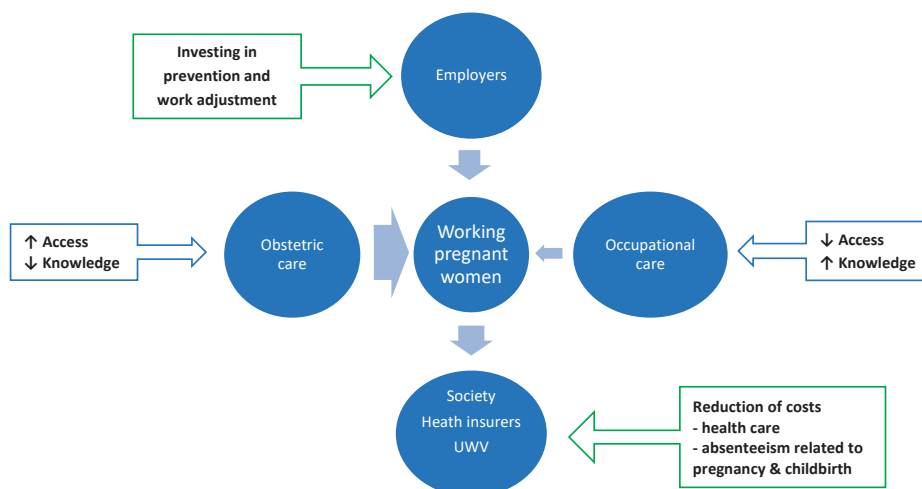 Investing in
prevention and
work adjustment
Employers
↑ Access
↓ Knowledge
Obstetric
care
Working
pregnant
women
Occupational
care
↓ Access
↑ Knowledge
Society
Heath insurers
UWV
Reduction of costs
- health care
- absenteeism related to
pregnancy & childbirth